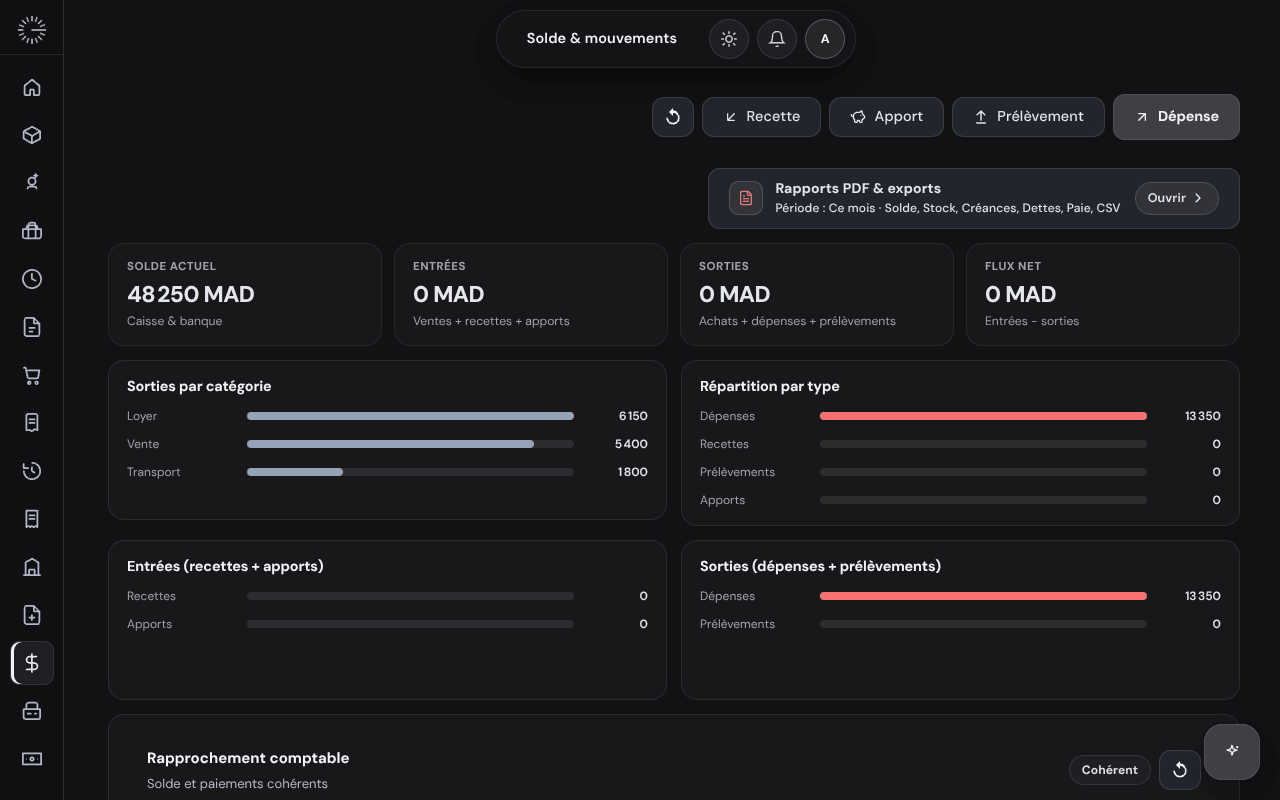 Solde & mouvements
A
Recette
Apport
Prélèvement
Dépense
Rapports PDF & exports
Période : Ce mois · Solde, Stock, Créances, Dettes, Paie, CSV
Ouvrir
SOLDE ACTUEL
48 250 MAD
Caisse & banque
ENTRÉES
0 MAD
Ventes + recettes + apports
SORTIES
0 MAD
Achats + dépenses + prélèvements
FLUX NET
0 MAD
Entrées − sorties
Sorties par catégorie
Loyer 6 150
Vente 5 400
Transport 1 800
Répartition par type
Dépenses 13 350
Recettes 0
Prélèvements 0
Apports 0
Entrées (recettes + apports)
Recettes 0
Apports 0
Sorties (dépenses + prélèvements)
Dépenses 13 350
Prélèvements 0
Rapprochement comptable
Solde et paiements cohérents
Cohérent